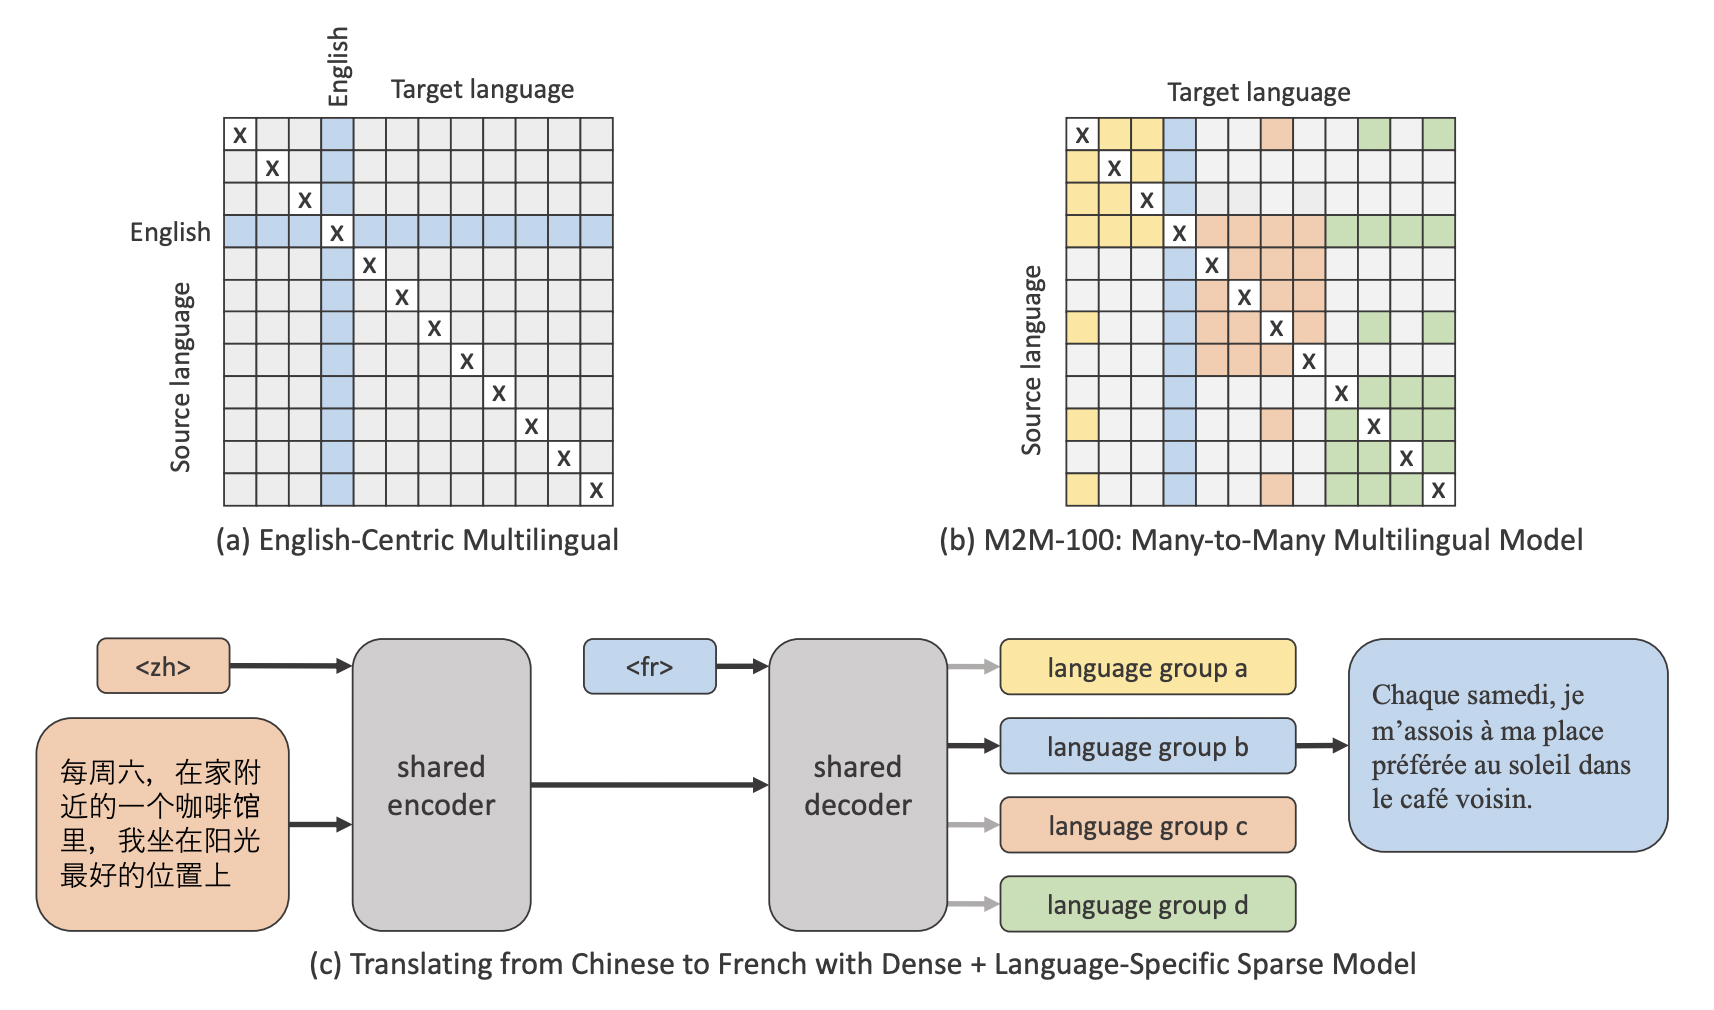 English
Target language
X
X
X
English
X
X
X
X
X
X
X
X
X
Source language
(a) English-Centric Multilingual
Target language
X
X
X
X
X
X
X
X
X
X
X
X
Source language
(b) M2M-100: Many-to-Many Multilingual Model
<zh>
每周六，在家附
近的一个咖啡馆
里，我坐在阳光
最好的位置上
shared
encoder
<fr>
shared
decoder
language group a
language group b
language group c
language group d
Chaque samedi, je
m’assois à ma place
préférée au soleil dans
le café voisin.
(c) Translating from Chinese to French with Dense + Language-Specific Sparse Model